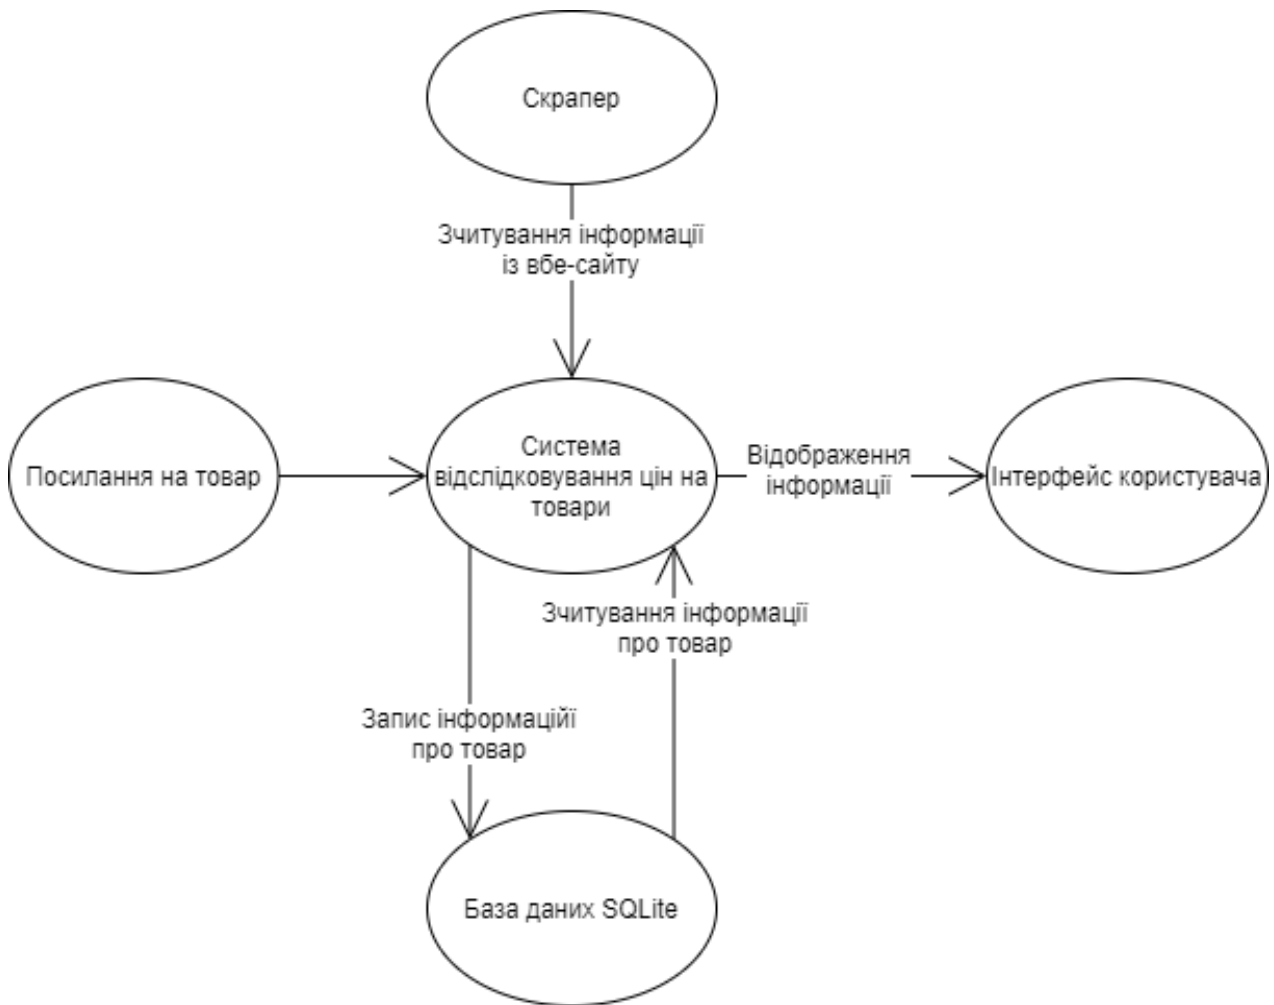 Скрапер
Зчитування інформації
із вбе-сайту
Посилання на товар
Система
відслідковування цін на
товари
Відображення
інформації
Інтерфейс користувача
Зчитування інформації
про товар
Запис інформаційї
про товар
База даних SQLite